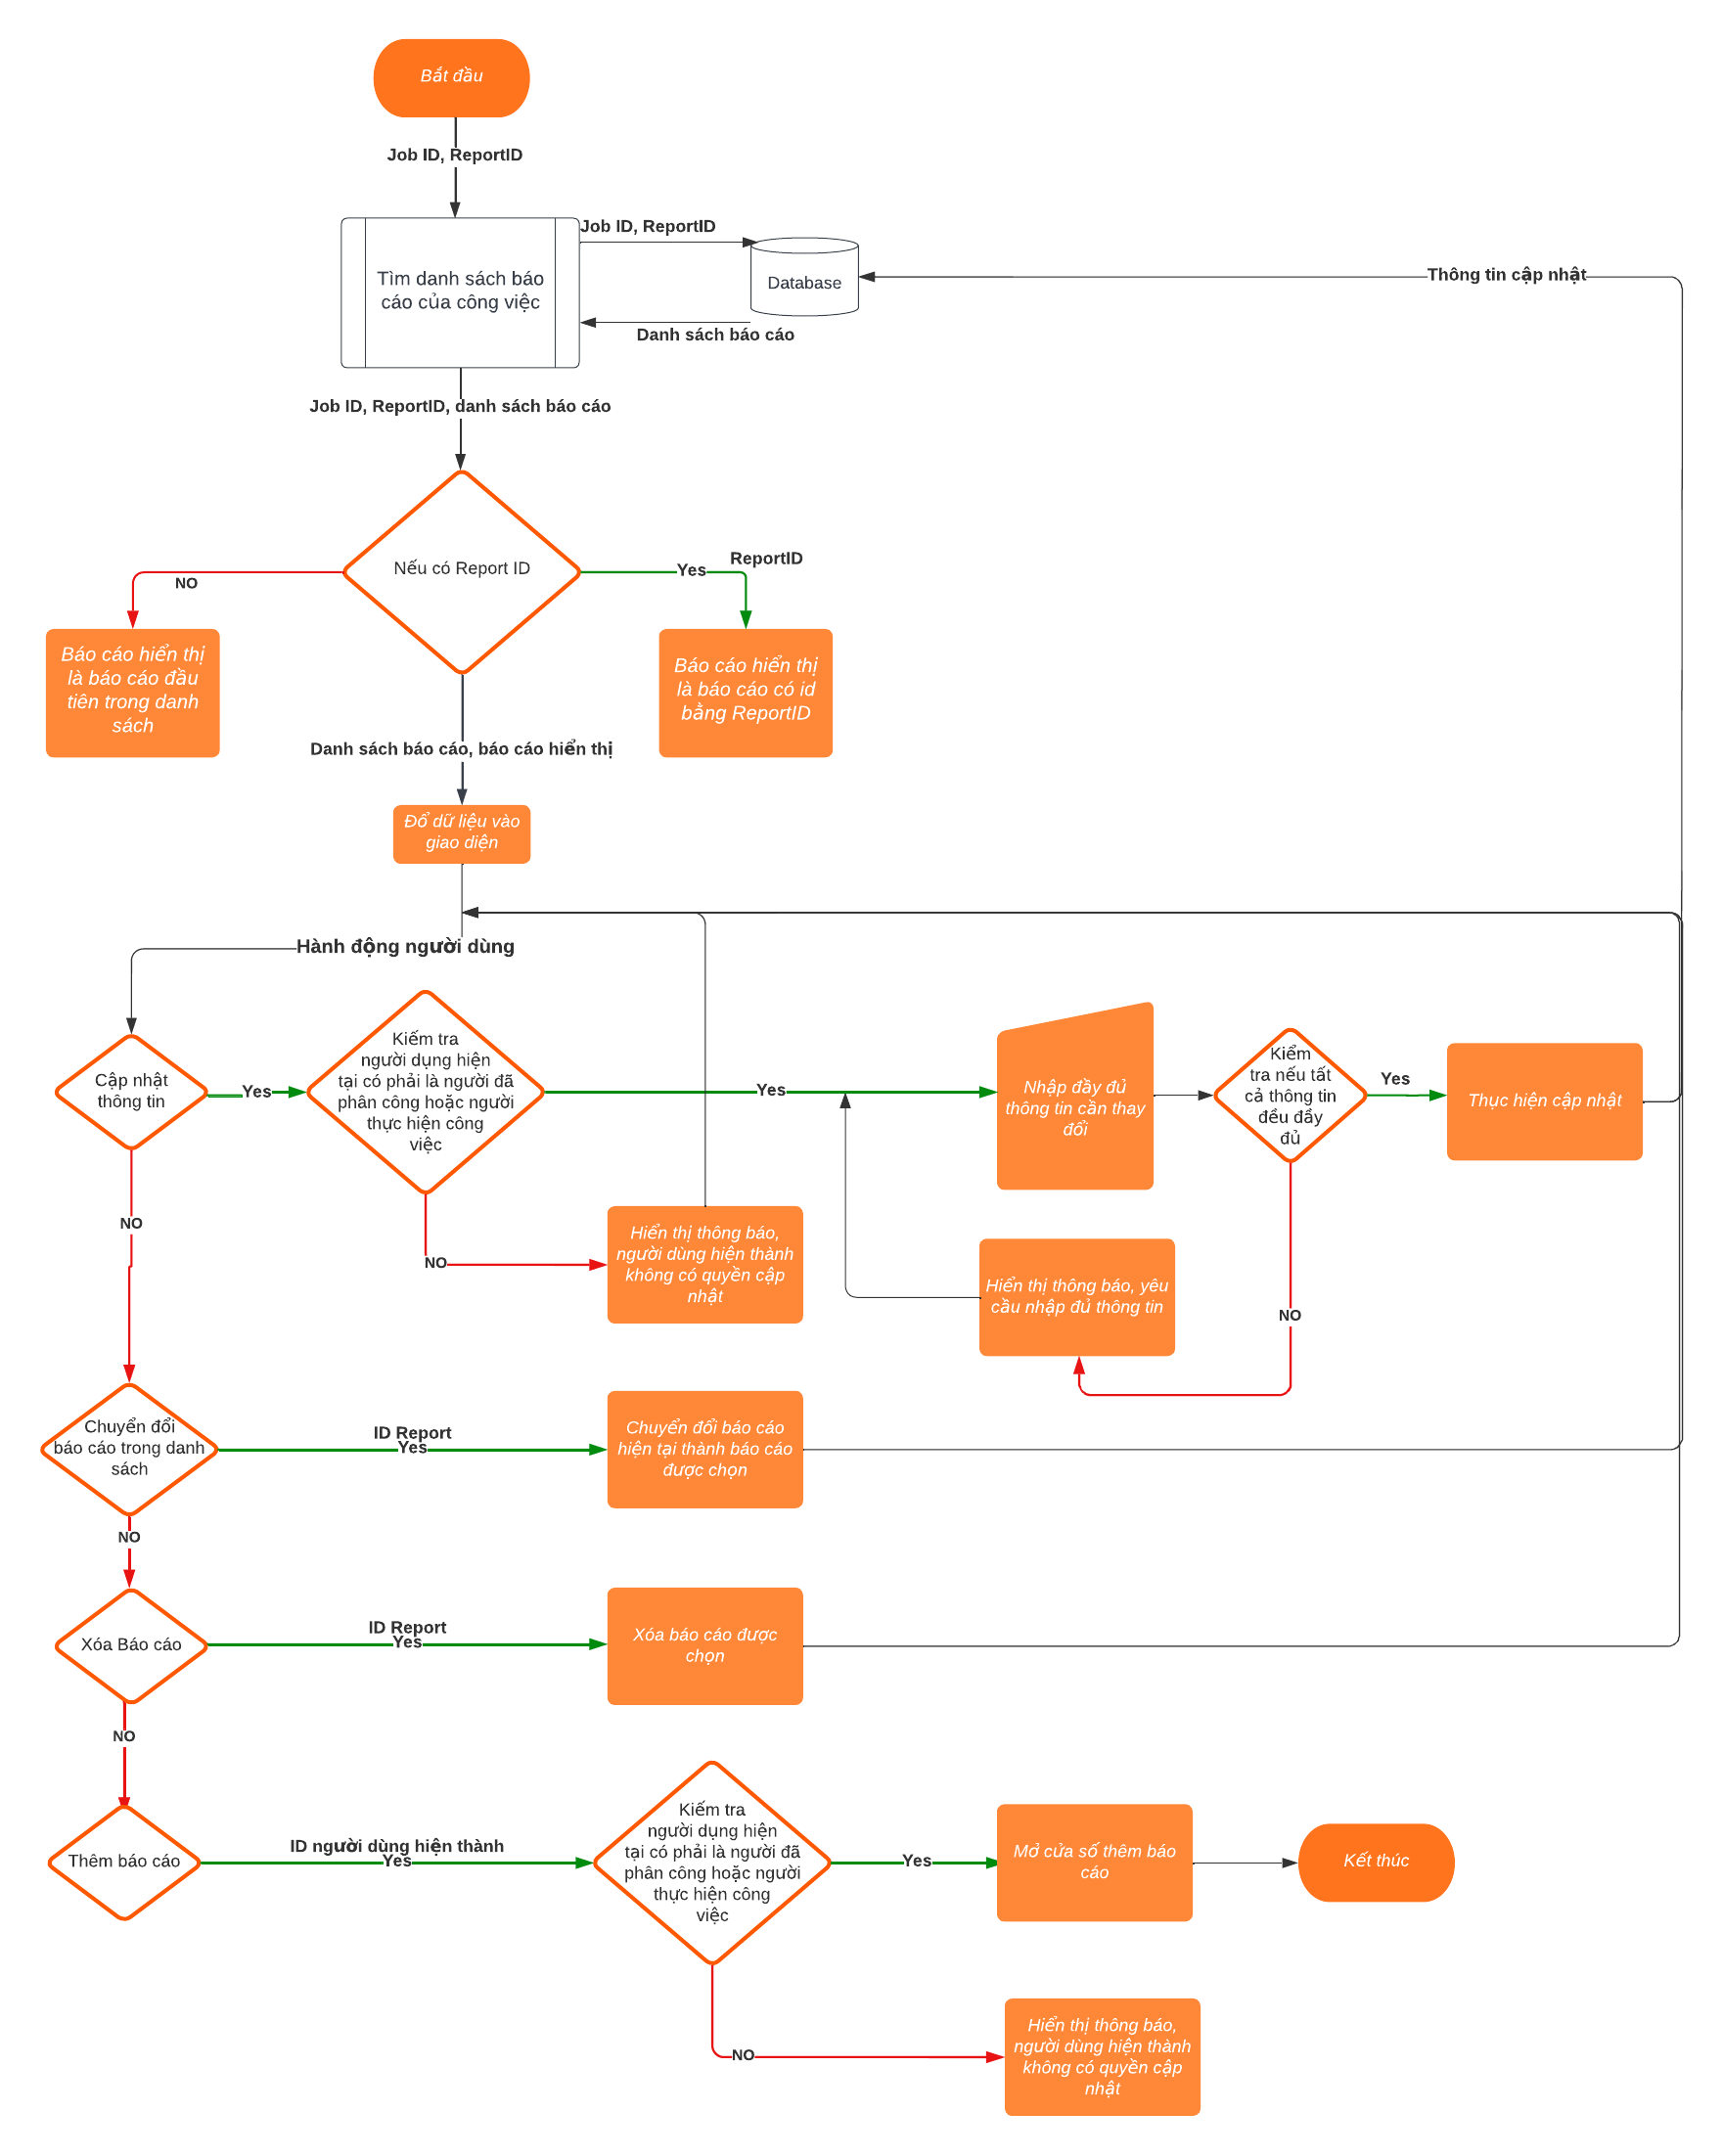 Bắt đầu
Job ID, ReportID
Job ID, ReportID
Tìm danh sách báo
cáo của công việc
Database
Thông tin cập nhật
Danh sách báo cáo
Job ID, ReportID, danh sách báo cáo
Nếu có Report ID
NO
Yes
ReportID
Báo cáo hiển thị
là báo cáo đầu
tiên trong danh
sách
Báo cáo hiển thị
là báo cáo có id
bằng ReportID
Danh sách báo cáo, báo cáo hiển thị
Đổ dữ liệu vào
giao diện
Hành động người dùng
Cập nhật
thông tin
Yes
Kiếm tra
người dụng hiện
tại có phải là người đã
phân công hoặc người
thực hiện công
việc
Yes
Nhập đầy đủ
thông tin cần thay
đổi
Kiểm
tra nếu tất
cả thông tin
đều đầy
đủ
Yes
Thực hiện cập nhật
NO
NO
Hiển thị thông báo,
người dùng hiện thành
không có quyền cập
nhật
Hiển thị thông báo, yêu
cầu nhập đủ thông tin
NO
Chuyển đổi
báo cáo trong danh
sách
ID Report
Yes
Chuyển đổi báo cáo
hiện tại thành báo cáo
được chọn
NO
Xóa Báo cáo
ID Report
Yes
Xóa báo cáo được
chọn
NO
Thêm báo cáo
ID người dùng hiện thành
Yes
Kiếm tra
người dụng hiện
tại có phải là người đã
phân công hoặc người
thực hiện công
việc
Yes
Mở cửa số thêm báo
cáo
Kết thúc
NO
Hiển thị thông báo,
người dùng hiện thành
không có quyền cập
nhật